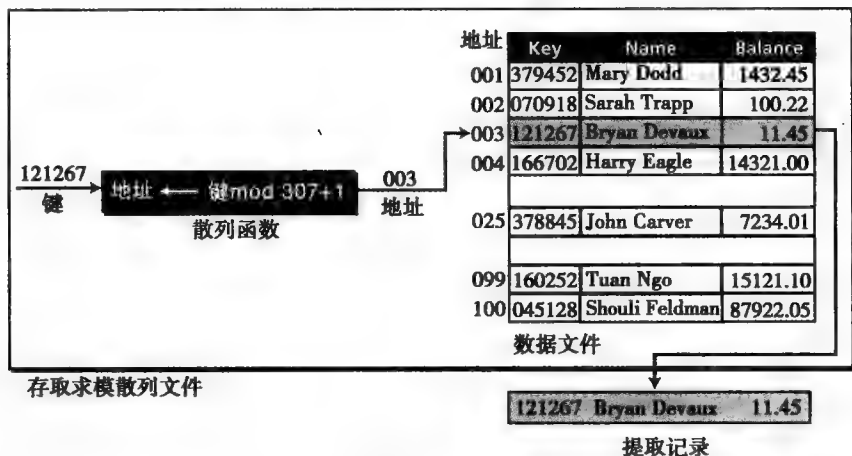 地址 Key Name Balance
001 379452 Mary Dodd 1432.45
002 070918 Sarah Trapp 100.22
003 121267 Bryan Devaux 11.45
004 166702 Harry Eagle 14321.00
025 378845 John Carver 7234.01
099 160252 Tuan Ngo 15121.10
100 045128 Shouli Feldman 87922.05
数据文件
121267
键
地址 ← 键mod 307+1
散列函数
003
地址
存取求模散列文件
121267 Bryan Devaux 11.45
提取记录